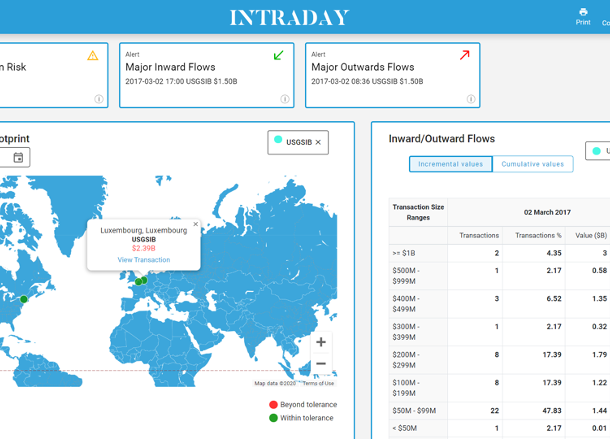 INTRADAY
Print
Co
n Risk
Alert
Major Inward Flows
2017-03-02 17:00 USGSIB $1.50B
Alert
Major Outwards Flows
2017-03-02 08:36 USGSIB $1.50B
otprint
USGSIB ×
Luxembourg, Luxembourg
USGSIB
$2.39B
View Transaction
+
−
Map data ©2020 Terms of Use
Beyond tolerance
Within tolerance
Inward/Outward Flows
U
Incremental values Cumulative values
Transaction Size Ranges 02 March 2017
Transactions Transactions % Value ($B)
>= $1B 2 4.35 3
$500M - $999M 1 2.17 0.58
$400M - $499M 3 6.52 1.35
$300M - $399M 1 2.17 0.32
$200M - $299M 8 17.39 1.79
$100M - $199M 8 17.39 1.22
$50M - $99M 22 47.83 1.44
< $50M 1 2.17 0.01